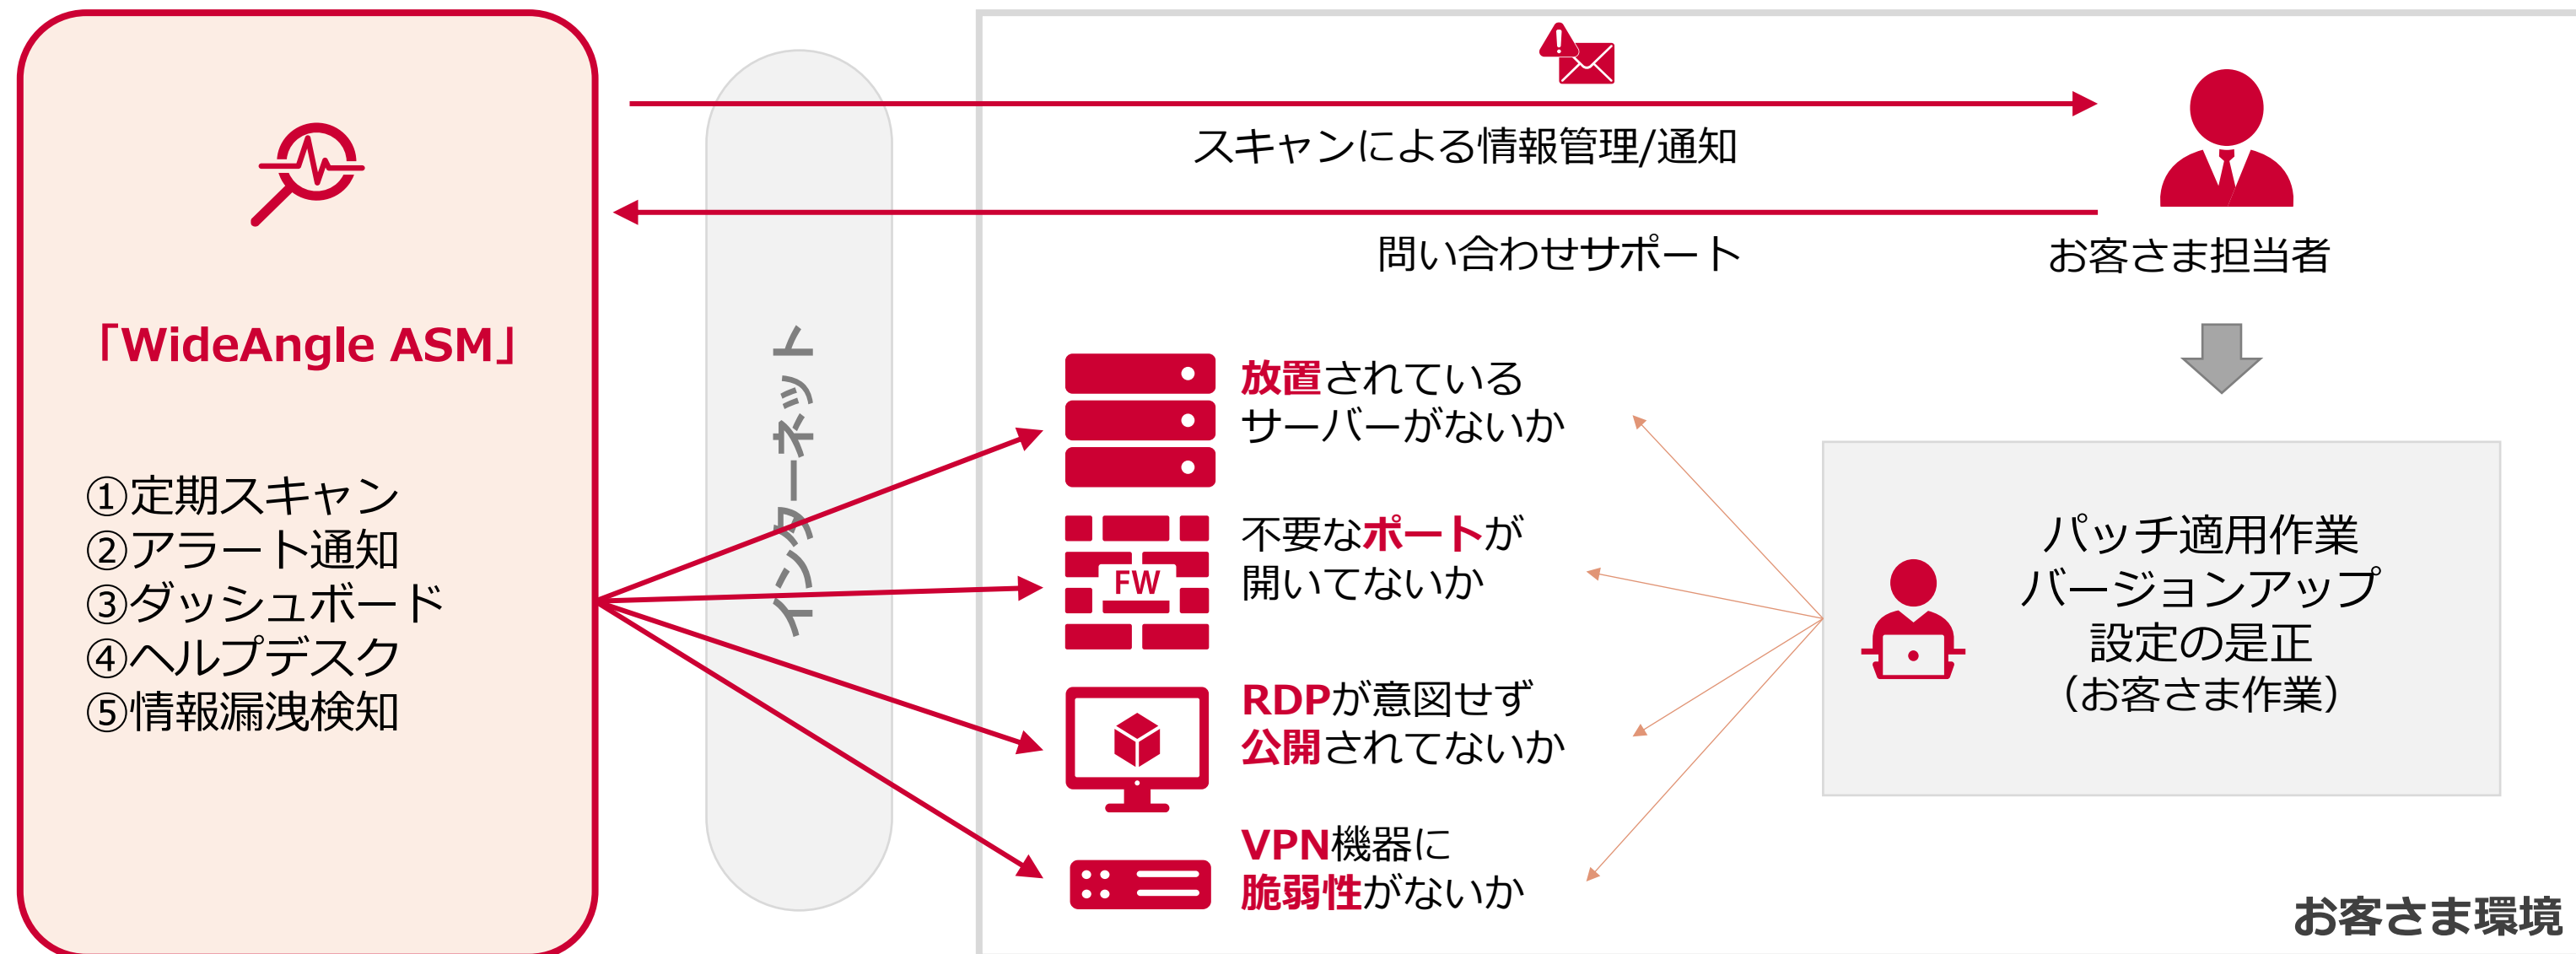 「WideAngle ASM」
①定期スキャン
②アラート通知
③ダッシュボード
④ヘルプデスク
⑤情報漏洩検知
インターネット
スキャンによる情報管理/通知
問い合わせサポート
お客さま担当者
放置されている
サーバーがないか
FW
不要なポートが
開いてないか
RDPが意図せず
公開されてないか
VPN機器に
脆弱性がないか
パッチ適用作業
バージョンアップ
設定の是正
（お客さま作業）
お客さま環境